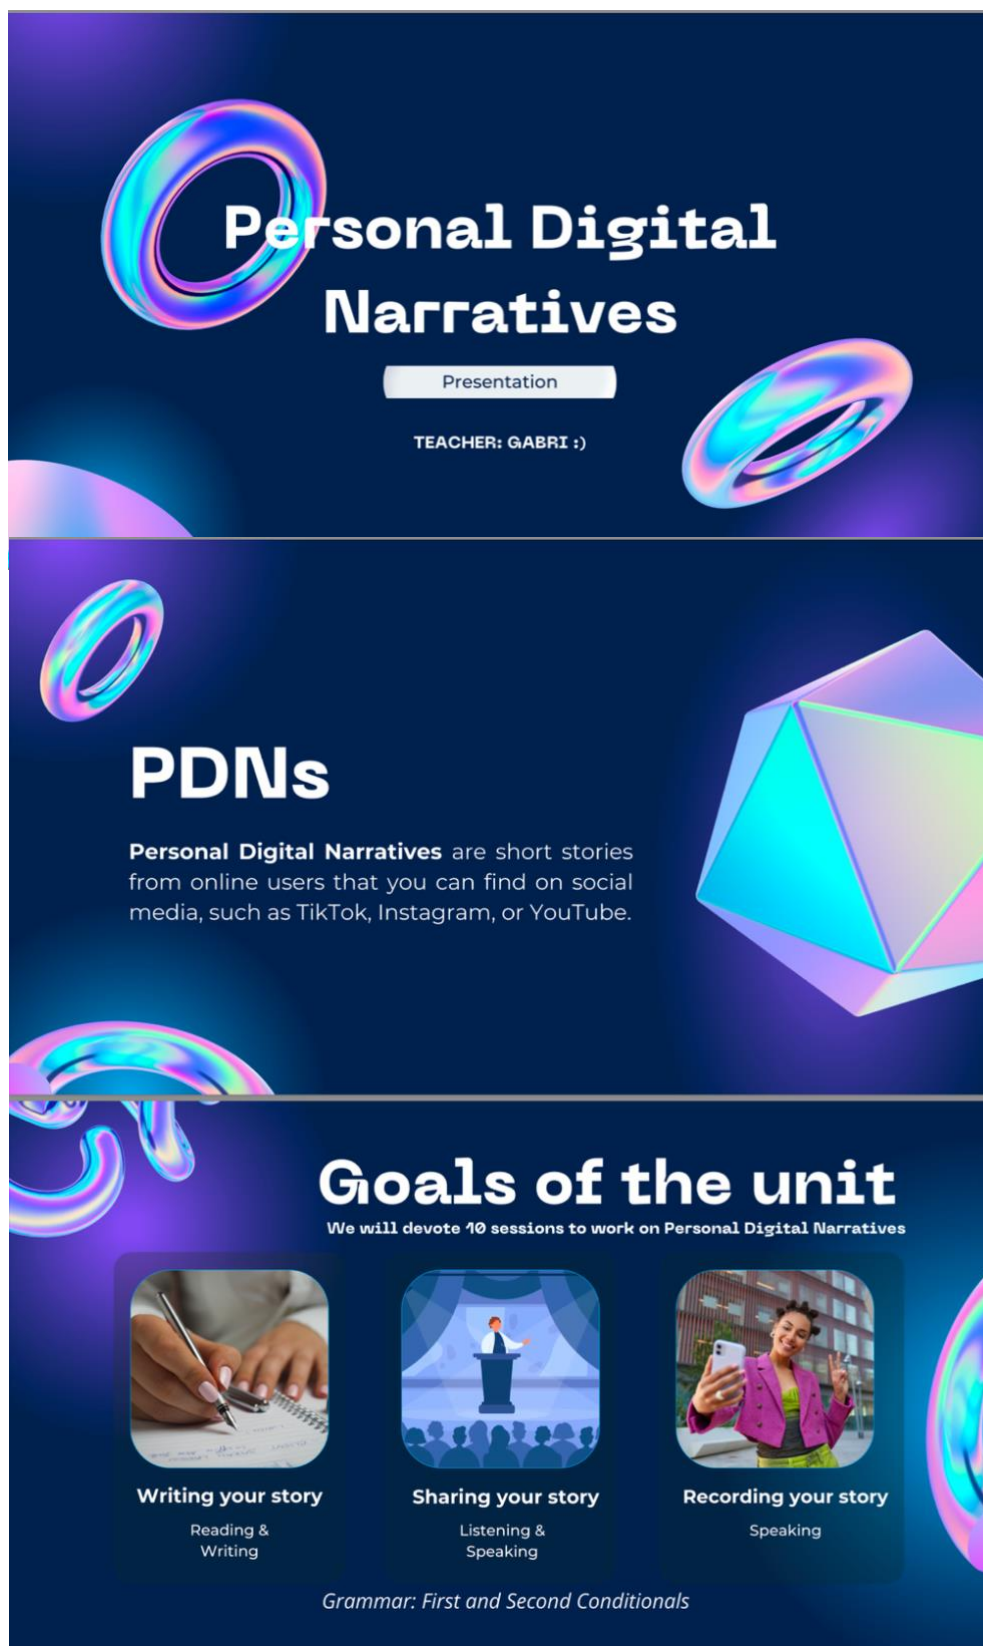 Personal Digital
Narratives
Presentation
TEACHER: GABRI :)
PDNs
Personal Digital Narratives are short stories
from online users that you can find on social
media, such as TikTok, Instagram, or YouTube.
Goals of the unit
We will devote 10 sessions to work on Personal Digital Narratives
Writing your story
Reading &
Writing
Sharing your story
Listening &
Speaking
Recording your story
Speaking
Grammar: First and Second Conditionals